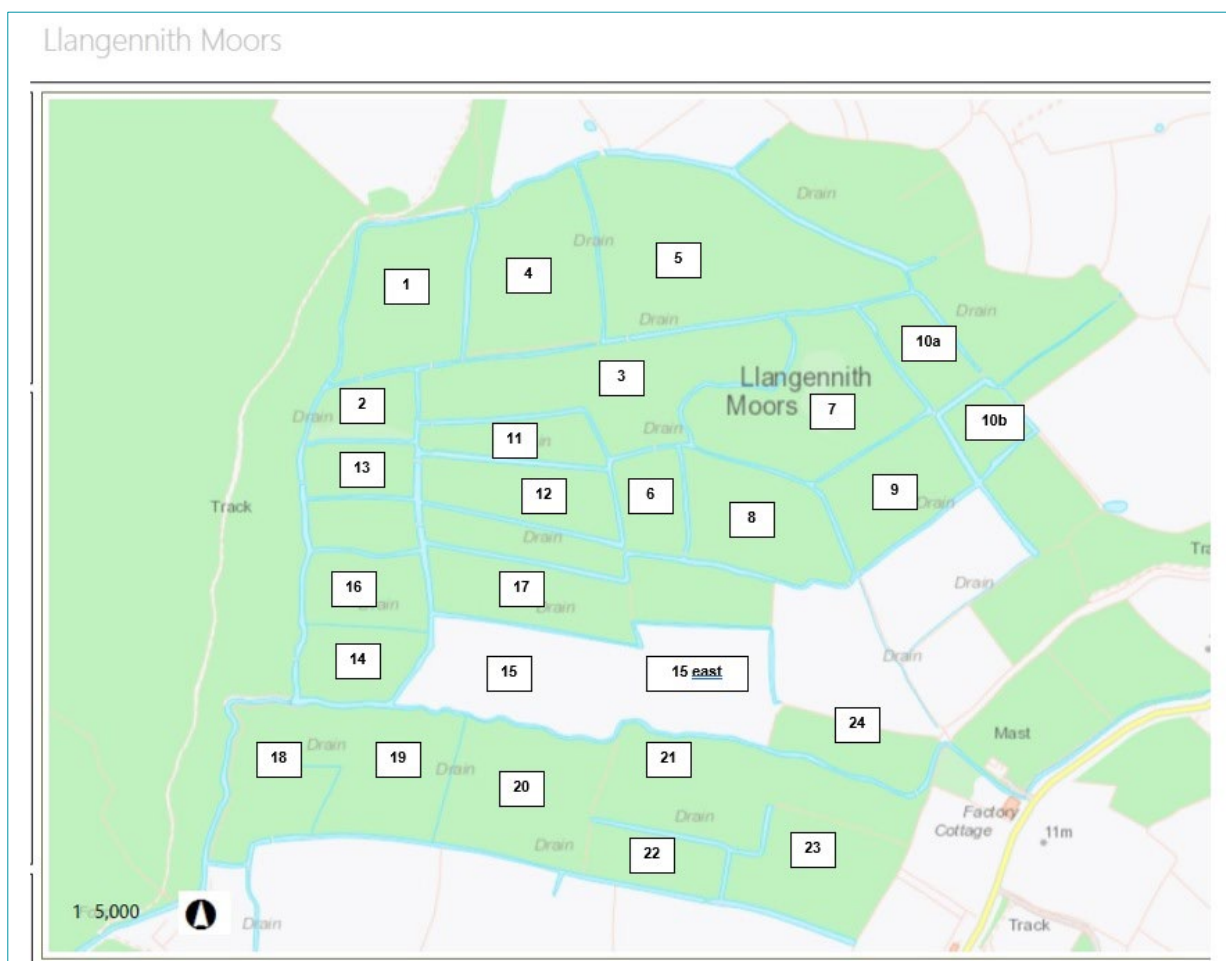 Llangennith Moors
Drain
Drain
4
5
1
Drain
Drain
10a
3
Llangennith
Moors
2
7
Drain
10b
Drain
11
13
12
6
9
Drain
8
Track
Drain
16
17
Drain
Drain
14
15
15 east
Drain
24
Mast
18
Drain
19
Drain
20
21
Drain
Factory
Cottage
11m
Drain
22
23
1 5,000
Drain
Track